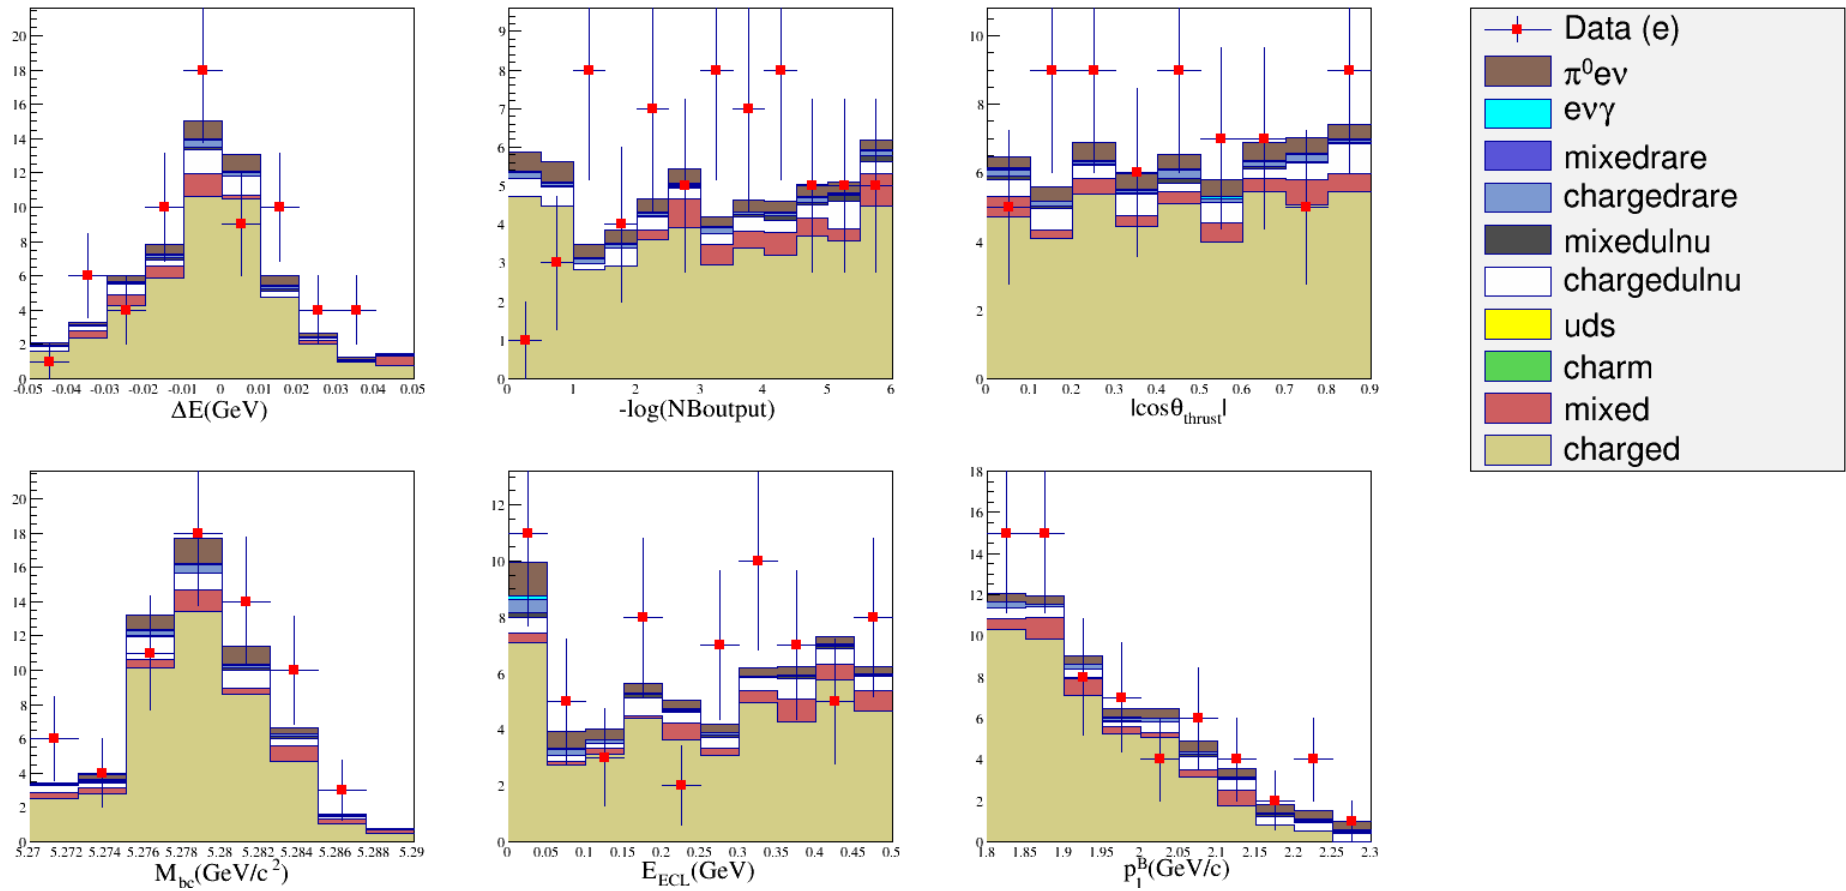 20
18
16
14
12
10
8
6
4
2
0
-0.05 -0.04 -0.03 -0.02 -0.01 0 0.01 0.02 0.03 0.04 0.05
ΔE(GeV)
9
8
7
6
5
4
3
2
1
0
0 1 2 3 4 5 6
-log(NBoutput)
10
8
6
4
2
0
0 0.1 0.2 0.3 0.4 0.5 0.6 0.7 0.8 0.9
|cosθthrust|
Data (e)
π⁰eν
eνγ
mixedrare
chargedrare
mixedulnu
chargedulnu
uds
charm
mixed
charged
20
18
16
14
12
10
8
6
4
2
0
5.27 5.272 5.274 5.276 5.278 5.28 5.282 5.284 5.286 5.288 5.29
Mbc(GeV/c²)
12
10
8
6
4
2
0
0 0.05 0.1 0.15 0.2 0.25 0.3 0.35 0.4 0.45 0.5
EECL(GeV)
18
16
14
12
10
8
6
4
2
0
1.8 1.85 1.9 1.95 2 2.05 2.1 2.15 2.2 2.25 2.3
plB(GeV/c)